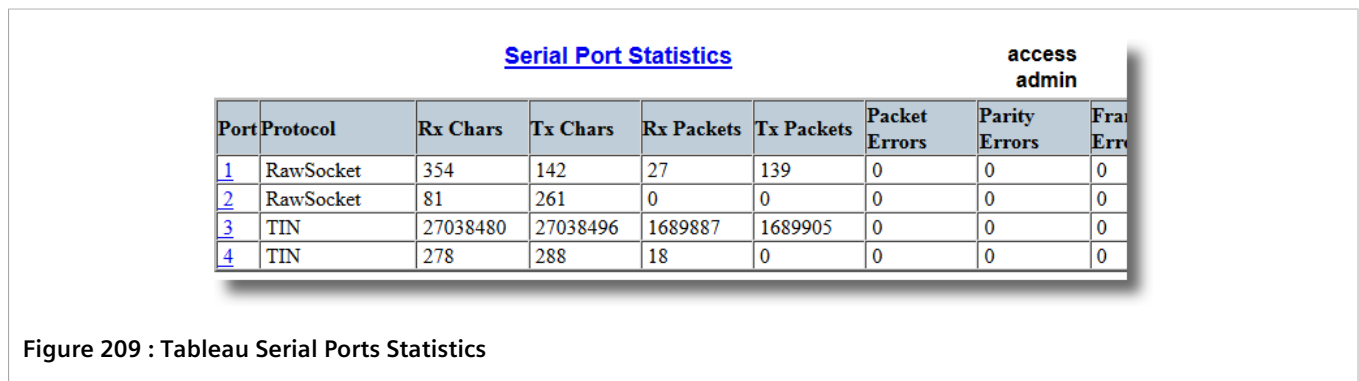 Serial Port Statistics
access
admin
Port Protocol Rx Chars Tx Chars Rx Packets Tx Packets Packet Errors Parity Errors
1 RawSocket 354 142 27 139 0 0 0
2 RawSocket 81 261 0 0 0 0 0
3 TIN 27038480 27038496 1689887 1689905 0 0 0
4 TIN 278 288 18 0 0 0 0
Figure 209 : Tableau Serial Ports Statistics